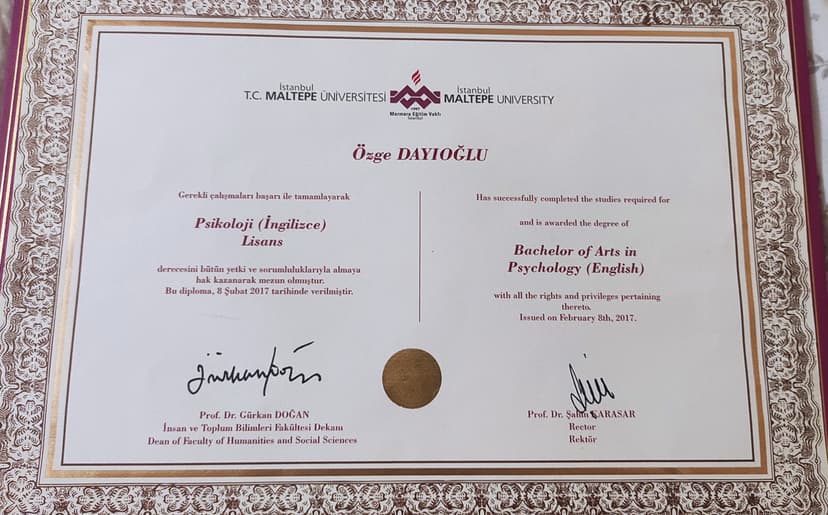 İstanbul
T.C. MALTEPE ÜNİVERSİTESİ
İstanbul
MALTEPE UNIVERSITY
1997
Marmara Eğitim Vakfı
İstanbul
Özge DAYIOĞLU
Gerekli çalışmaları başarı ile tamamlayarak
Psikoloji (İngilizce)
Lisans
derecesini bütün yetki ve sorumluluklarıyla almaya
hak kazanarak mezun olmuştur.
Bu diploma, 8 Şubat 2017 tarihinde verilmiştir.
Has successfully completed the studies required for
and is awarded the degree of
Bachelor of Arts in
Psychology (English)
with all the rights and privileges pertaining
thereto.
Issued on February 8th, 2017.
Prof. Dr. Gürkan DOĞAN
İnsan ve Toplum Bilimleri Fakültesi Dekanı
Dean of Faculty of Humanities and Social Sciences
Prof. Dr. Şahin KARASAR
Rector
Rektör